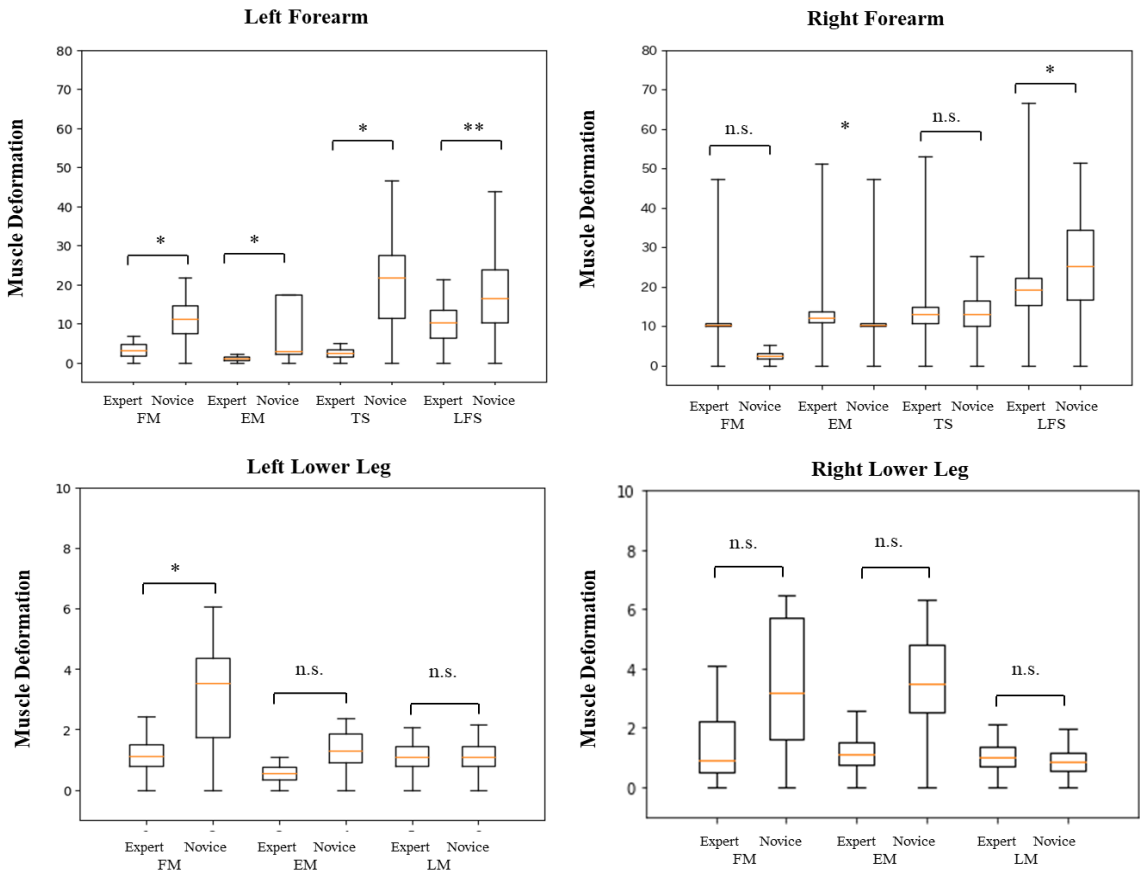 Left Forearm
Muscle Deformation
80
70
60
50
40
30
20
10
0
*
*
*
**
Expert Novice Expert Novice Expert Novice Expert Novice
FM EM TS LFS
Right Forearm
Muscle Deformation
80
70
60
50
40
30
20
10
0
n.s.
*
n.s.
*
Expert Novice Expert Novice Expert Novice Expert Novice
FM EM TS LFS
Left Lower Leg
Muscle Deformation
10
8
6
4
2
0
*
n.s.
n.s.
Expert Novice Expert Novice Expert Novice
FM EM LM
Right Lower Leg
Muscle Deformation
10
8
6
4
2
0
n.s.
n.s.
n.s.
Expert Novice Expert Novice Expert Novice
FM EM LM